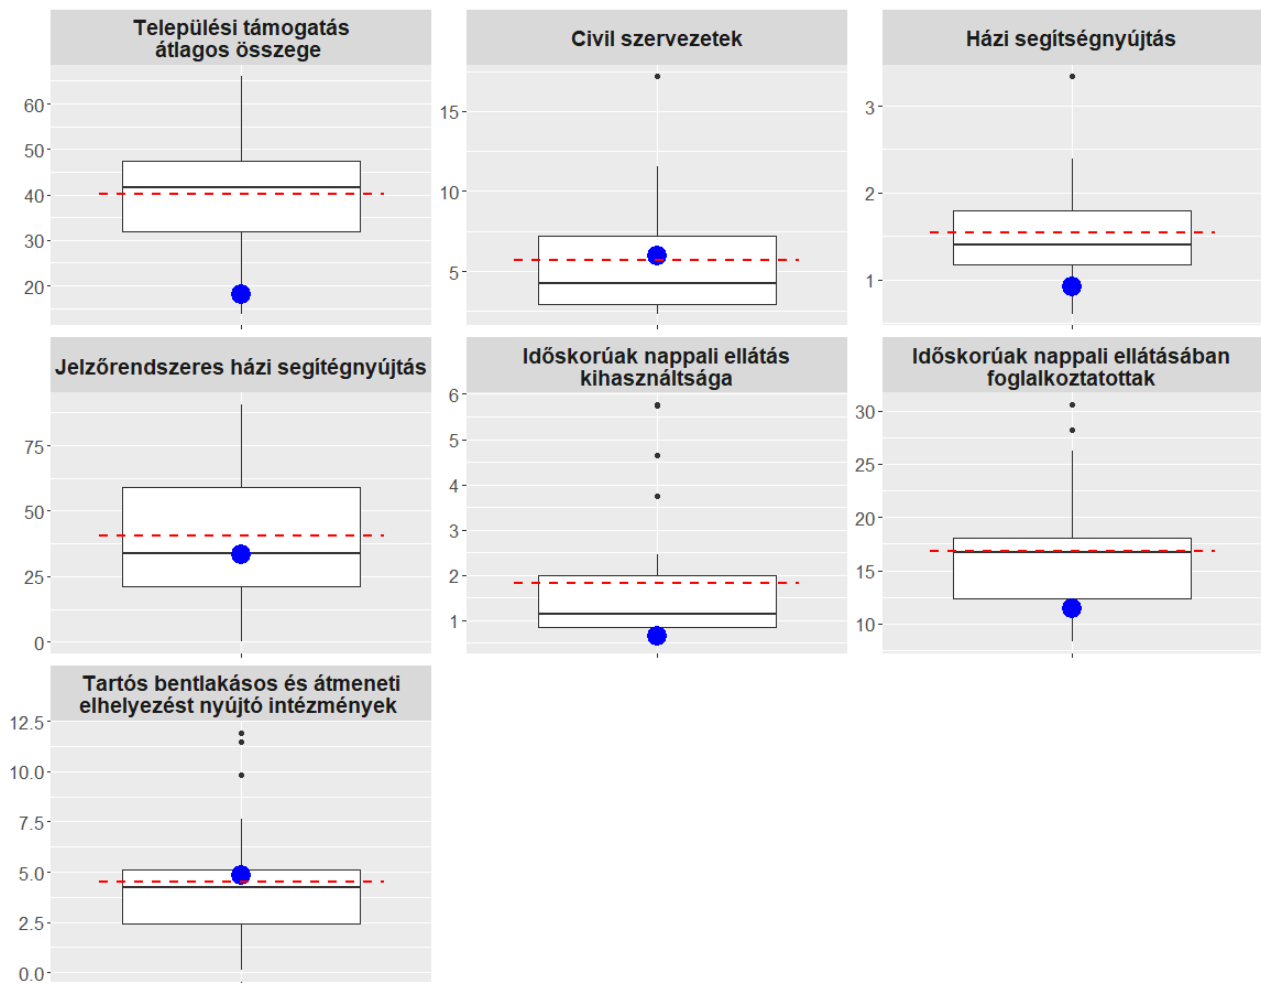 Települési támogatás
átlagos összege
60
50
40
30
20
Civil szervezetek
15
10
5
Házi segítségnyújtás
3
2
1
Jelzőrendszeres házi segítégnyújtás
75
50
25
0
Időskorúak nappali ellátás
kihasználtsága
6
5
4
3
2
1
Időskorúak nappali ellátásában
foglalkoztatottak
30
25
20
15
10
Tartós bentlakásos és átmeneti
elhelyezést nyújtó intézmények
12.5
10.0
7.5
5.0
2.5
0.0